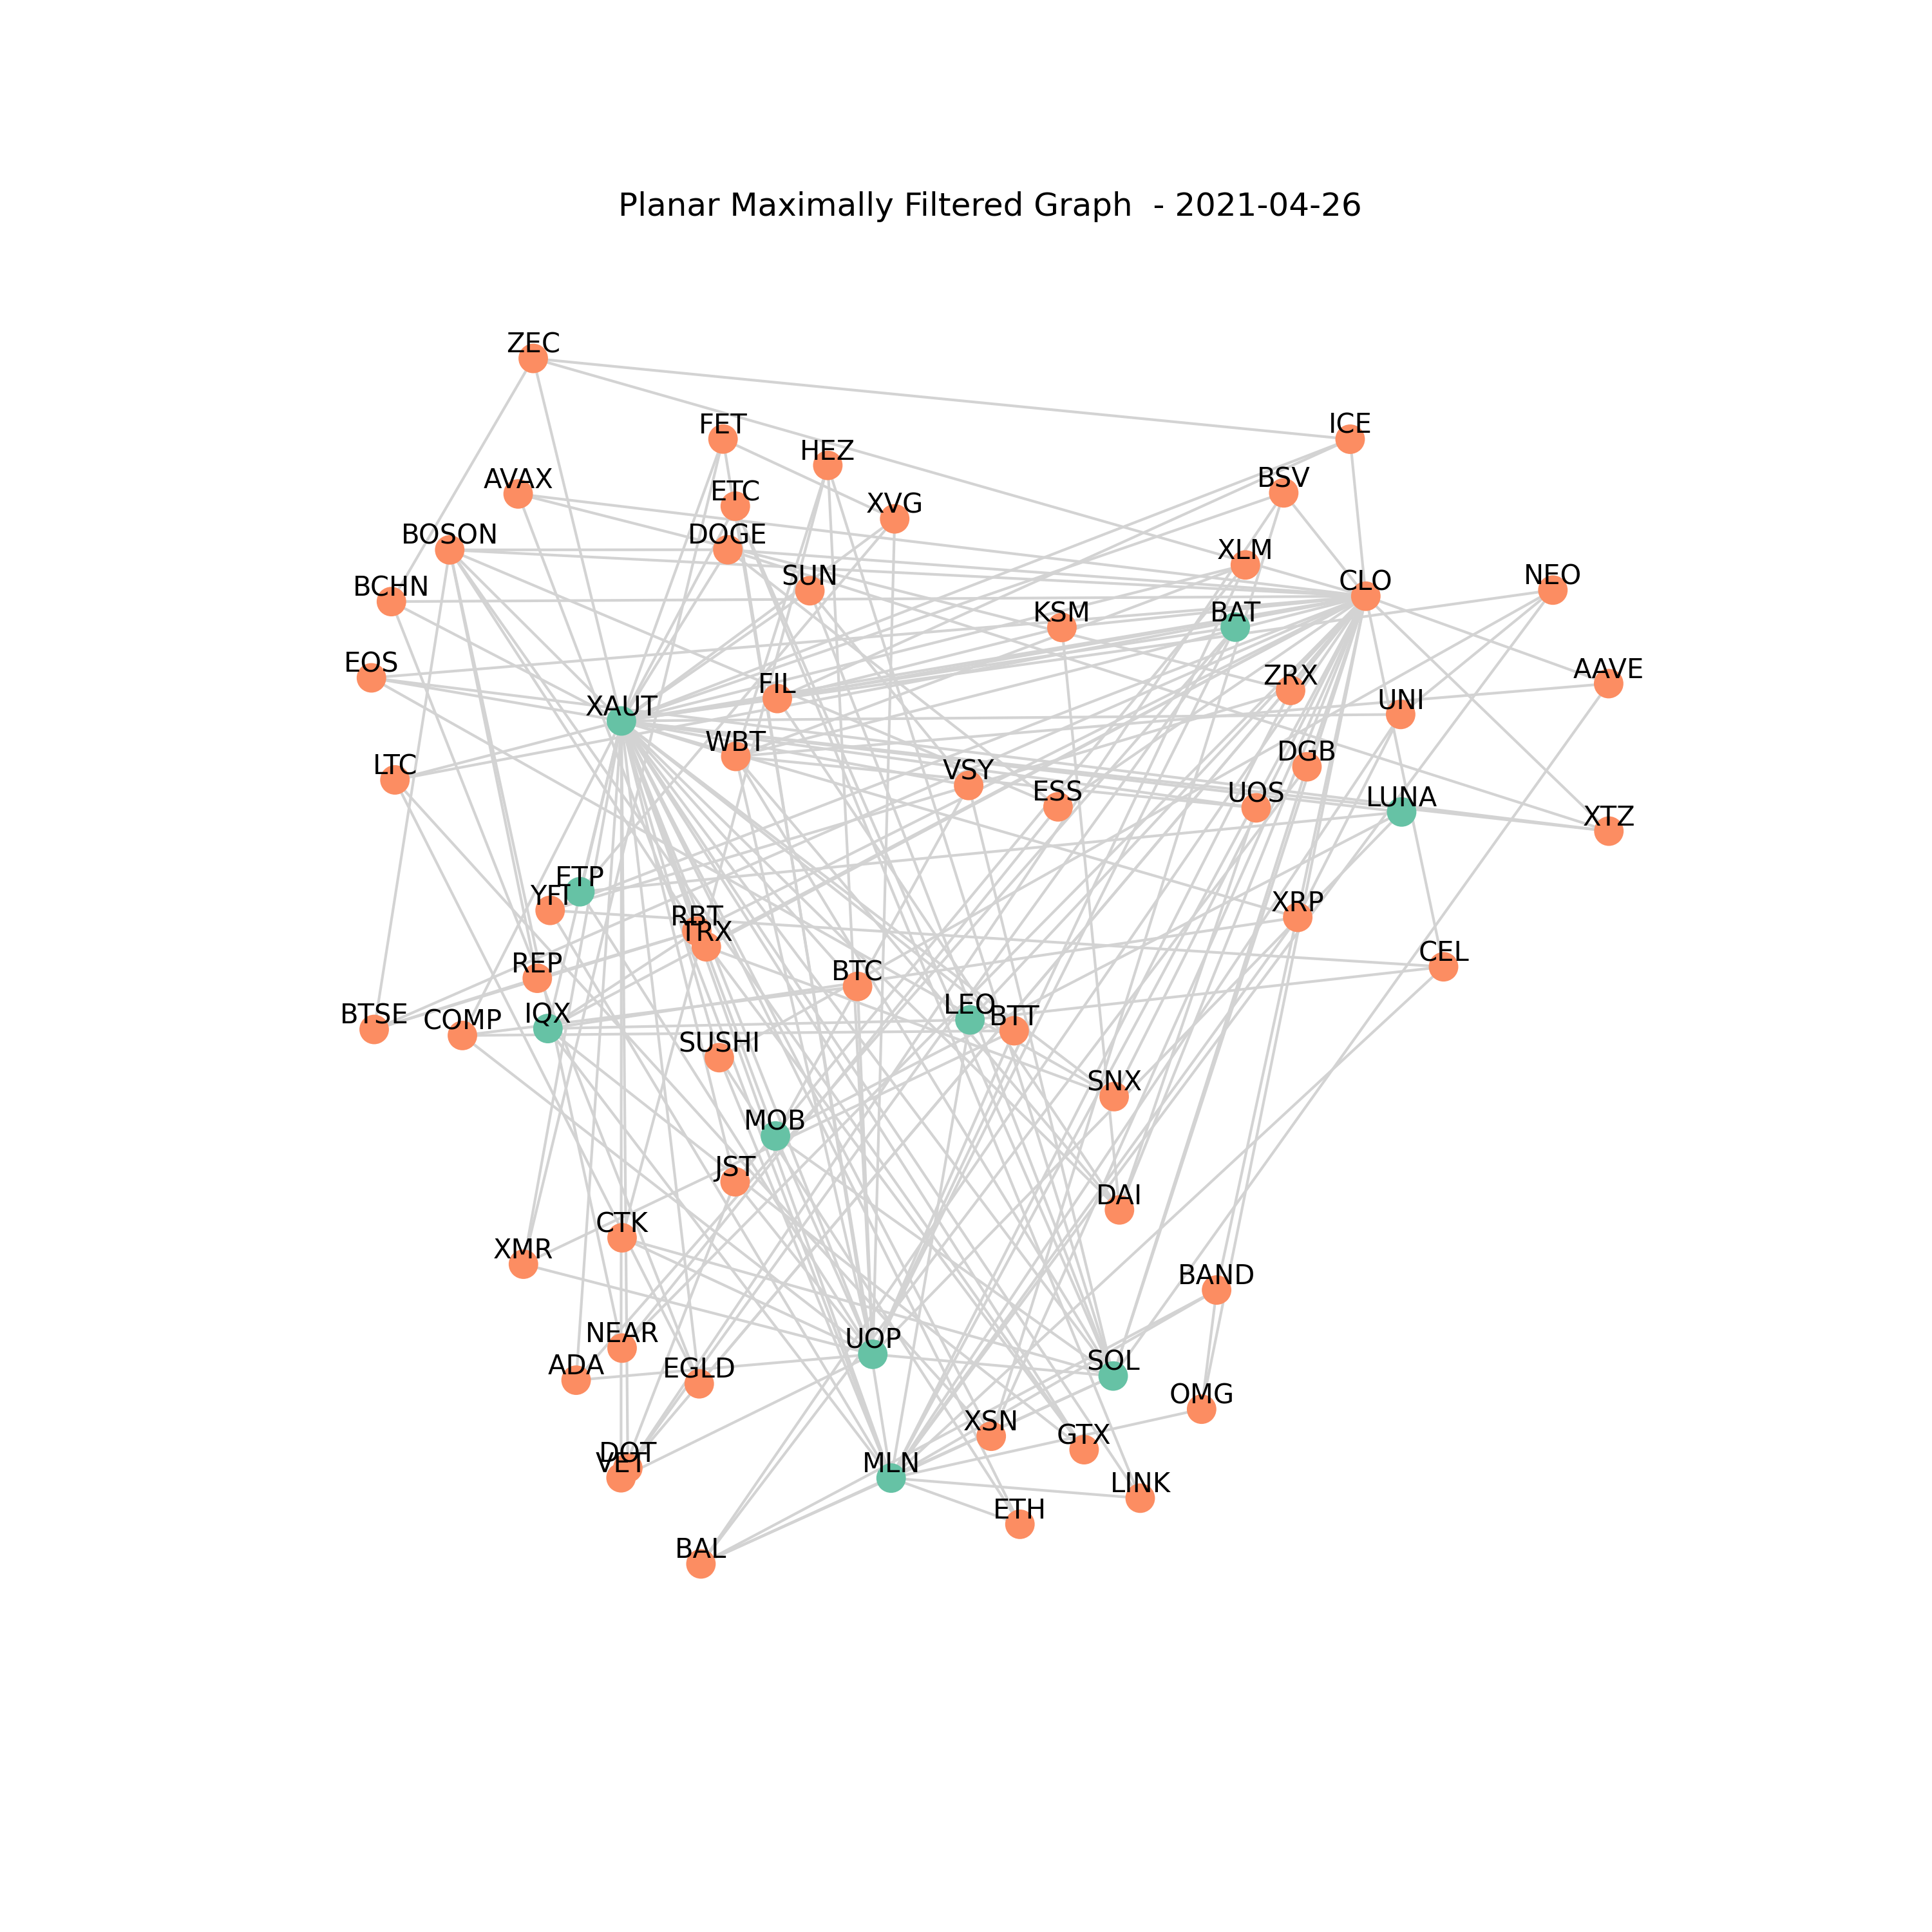 Planar Maximally Filtered Graph - 2021-04-26
ZEC
FET
ICE
HEZ
AVAX
ETC
BSV
XVG
BOSON
DOGE
XLM
SUN
CLO
NEO
BCHN
KSM
BAT
EOS
AAVE
ZRX
FIL
UNI
XAUT
WBT
DGB
LTC
VSY
ESS
UOS
LUNA
XTZ
ETP
YFI
XRP
RBT
TRX
CEL
REP
BTC
LEO
BTSE
COMP
IQX
BTT
SUSHI
SNX
MOB
JST
DAI
CTK
XMR
BAND
NEAR
UOP
ADA
EGLD
SOL
OMG
XSN
GTX
DOT
VET
MLN
LINK
ETH
BAL